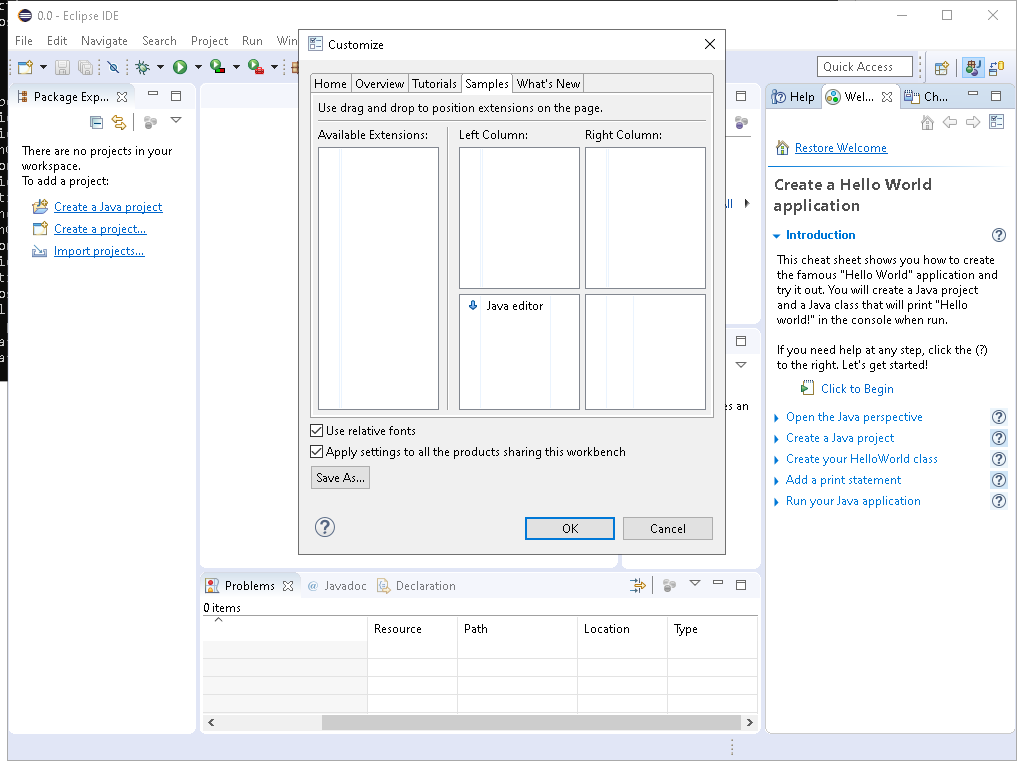 0.0 - Eclipse IDE
File Edit Navigate Search Project Run Win
Quick Access
Package Exp...
There are no projects in your
workspace.
To add a project:
Create a Java project
Create a project...
Import projects...
Customize
Home Overview Tutorials Samples What's New
Use drag and drop to position extensions on the page.
Available Extensions: Left Column: Right Column:
Java editor
Use relative fonts
Apply settings to all the products sharing this workbench
Save As...
OK Cancel
es an
Help Wel... Ch...
Restore Welcome
Create a Hello World
application
Introduction
This cheat sheet shows you how to create
the famous "Hello World" application and
try it out. You will create a Java project
and a Java class that will print "Hello
world!" in the console when run.
If you need help at any step, click the (?)
to the right. Let's get started!
Click to Begin
Open the Java perspective
Create a Java project
Create your HelloWorld class
Add a print statement
Run your Java application
Problems @ Javadoc Declaration
0 items
Resource Path Location Type